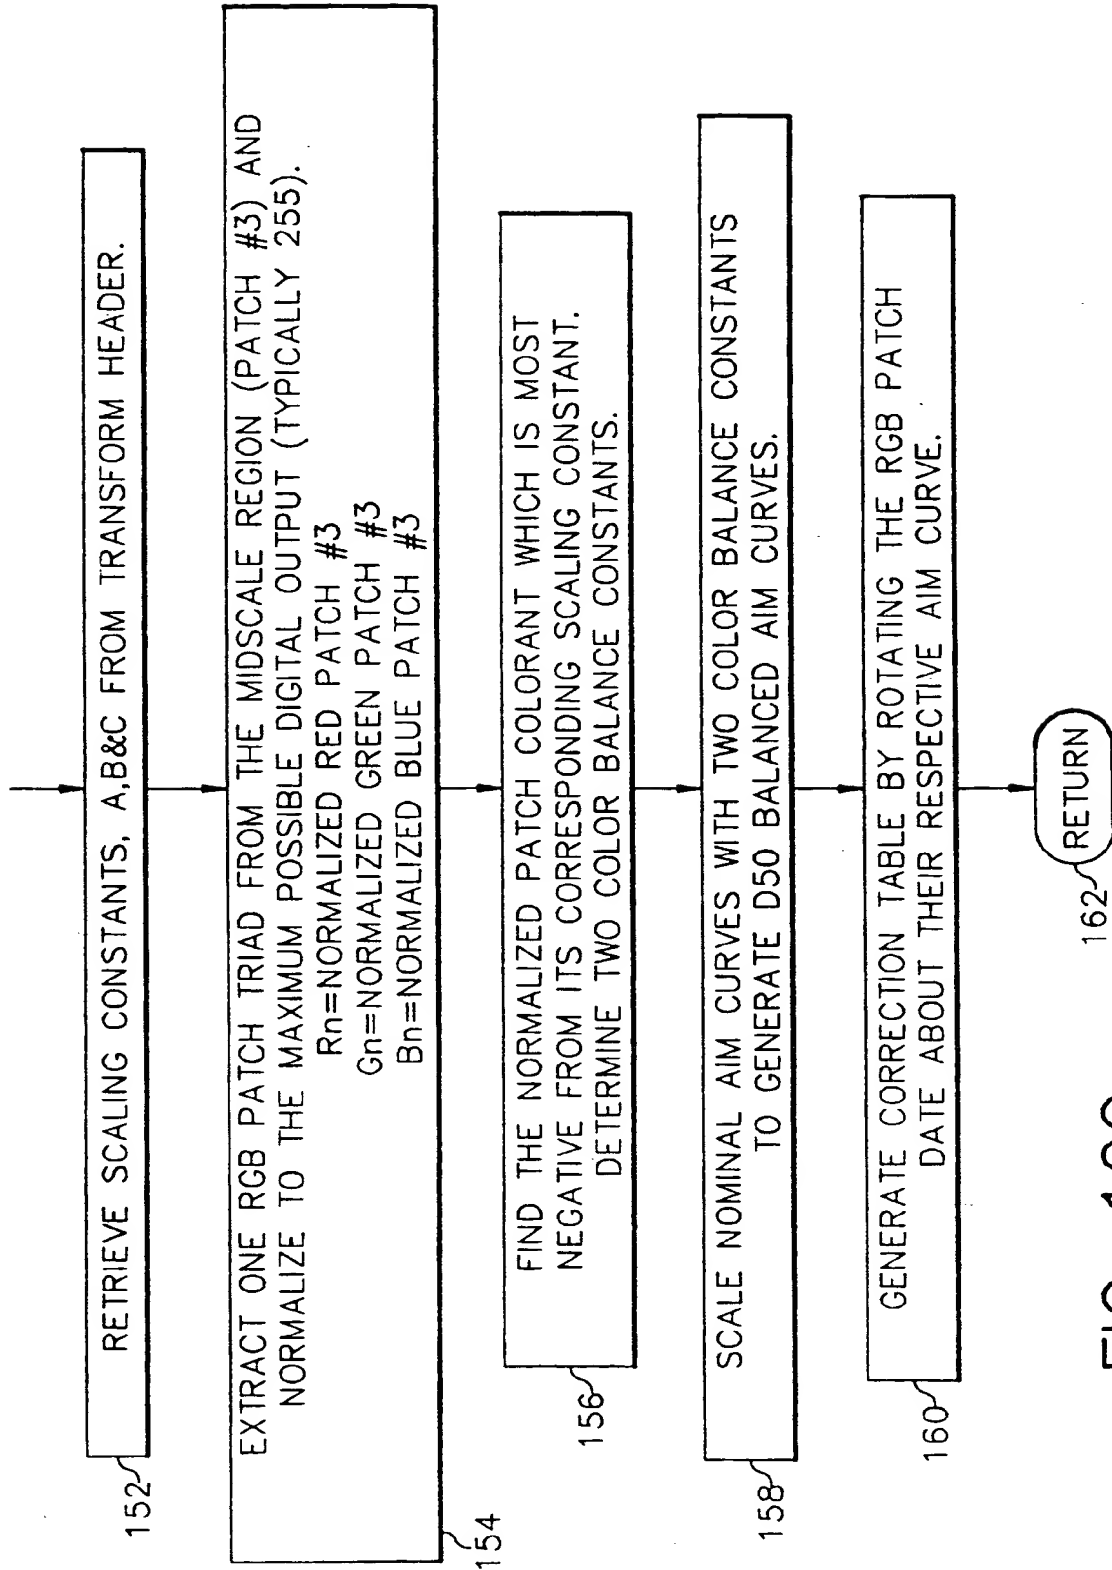 RETRIEVE SCALING CONSTANTS, A,B&C FROM TRANSFORM HEADER.
152
EXTRACT ONE RGB PATCH TRIAD FROM THE MIDSCALE REGION (PATCH #3) AND
NORMALIZE TO THE MAXIMUM POSSIBLE DIGITAL OUTPUT (TYPICALLY 255).
Rn=NORMALIZED RED PATCH #3
Gn=NORMALIZED GREEN PATCH #3
Bn=NORMALIZED BLUE PATCH #3
154
FIND THE NORMALIZED PATCH COLORANT WHICH IS MOST
NEGATIVE FROM ITS CORRESPONDING SCALING CONSTANT.
DETERMINE TWO COLOR BALANCE CONSTANTS.
156
SCALE NOMINAL AIM CURVES WITH TWO COLOR BALANCE CONSTANTS
TO GENERATE D50 BALANCED AIM CURVES.
158
GENERATE CORRECTION TABLE BY ROTATING THE RGB PATCH
DATE ABOUT THEIR RESPECTIVE AIM CURVE.
160
RETURN
162